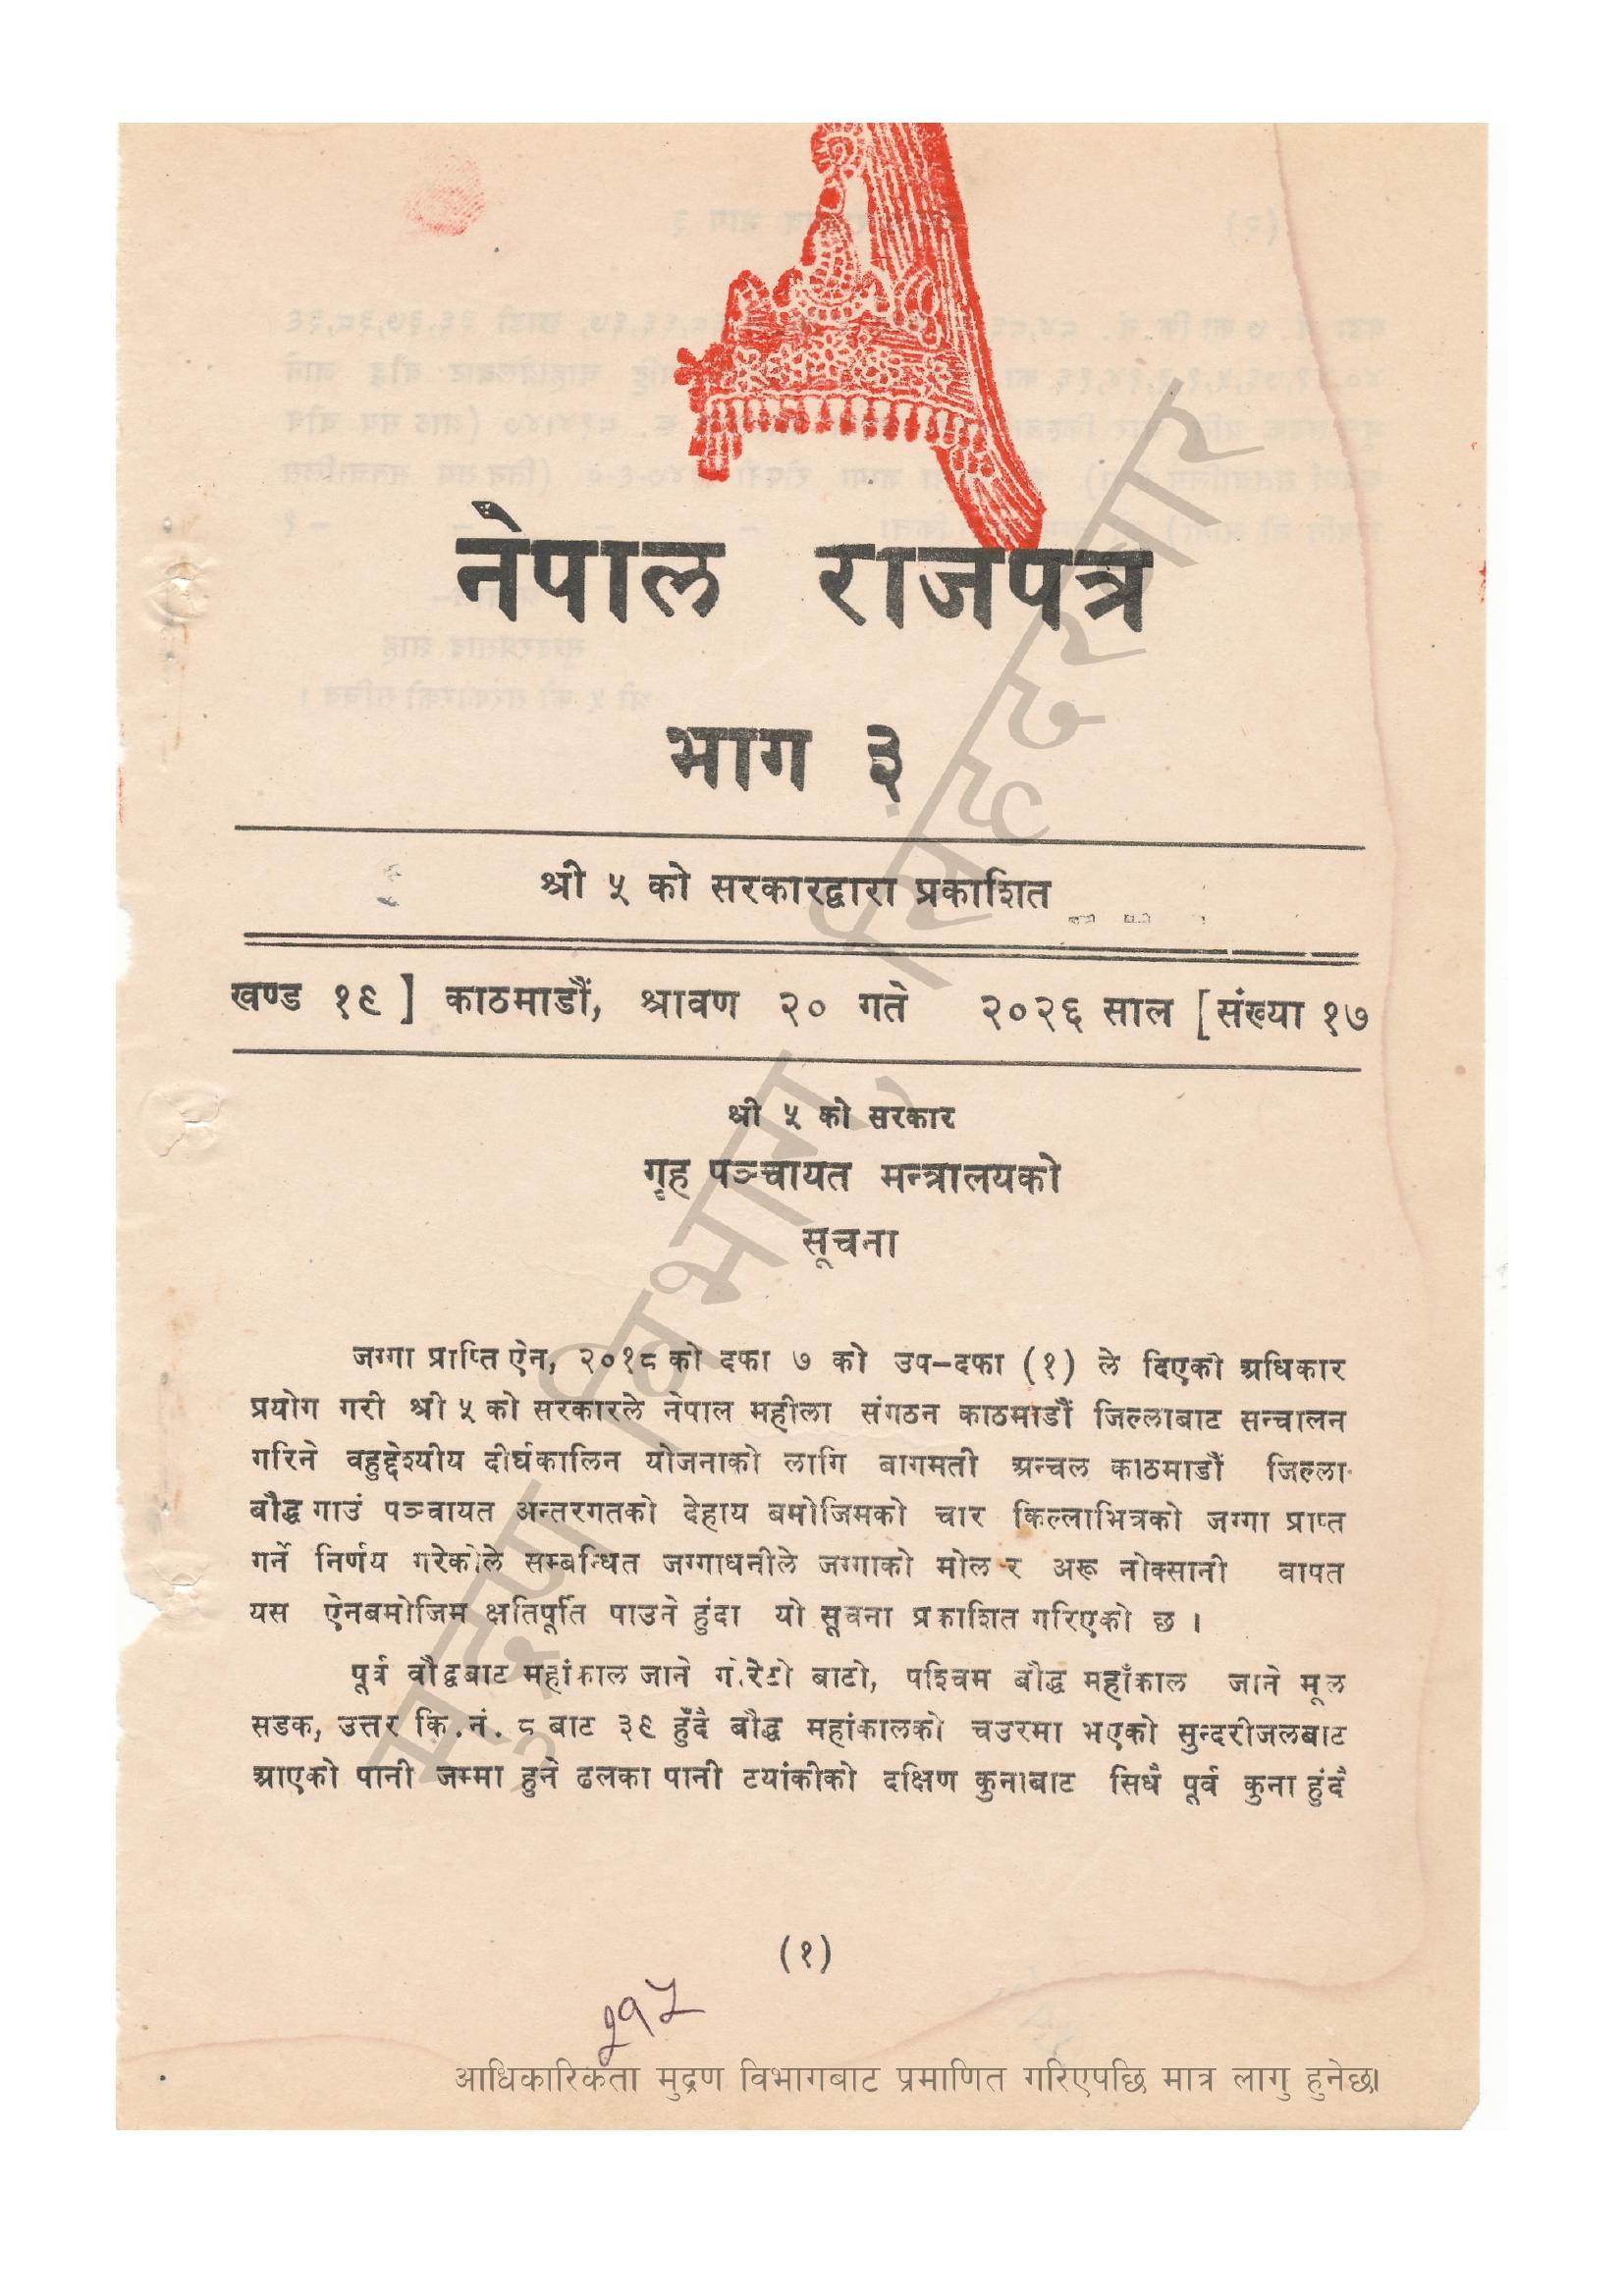 नेपाल राजपत्र
भाग ३
श्री ५ को सरकारद्वारा प्रकाशित
खण्ड १९ ] काठमाडौं, श्रावण २० गते २०२६ साल [ संख्या १७
श्री ५ को सरकार
गृह पञ्चायत मन्त्रालयको
सूचना
जग्गा प्राप्ति ऐन, २०१८ को दफा ७ को उप-दफा (१) ले दिएको अधिकार
प्रयोग गरी श्री ५ को सरकारले नेपाल महीला संगठन काठमाडौं जिल्लाबाट सन्चालन
गरिने वहुद्देश्यीय दीर्घकालिन योजनाको लागि बागमती अन्चल काठमाडौं जिल्ला
बौद्ध गाउं पञ्चायत अन्तरगतको देहाय बमोजिमको चार किल्लाभित्रको जग्गा प्राप्त
गर्ने निर्णय गरेकोले सम्बन्धित जग्गाधनीले जग्गाको मोल र अरू नोक्सानी वापत
यस ऐनबमोजिम क्षतिपूर्ति पाउने हुंदा यो सूचना प्रकाशित गरिएको छ ।
पूर्व वौद्धबाट महांकाल जाने गोरेटो बाटो, पश्चिम बौद्ध महाँकाल जाने मूल
सडक, उत्तर कि.नं. ८ बाट ३९ हुँदै बौद्ध महांकालको चउरमा भएको सुन्दरीजलबाट
आएको पानी जम्मा हुने ढलका पानी टयांकीको दक्षिण कुनाबाट सिधै पूर्व कुना हुंदै
(१)
२१५
आधिकारिकता मुद्रण विभागबाट प्रमाणित गरिएपछि मात्र लागु हुनेछ।
मुद्रण विभाग, सिंहदरबार